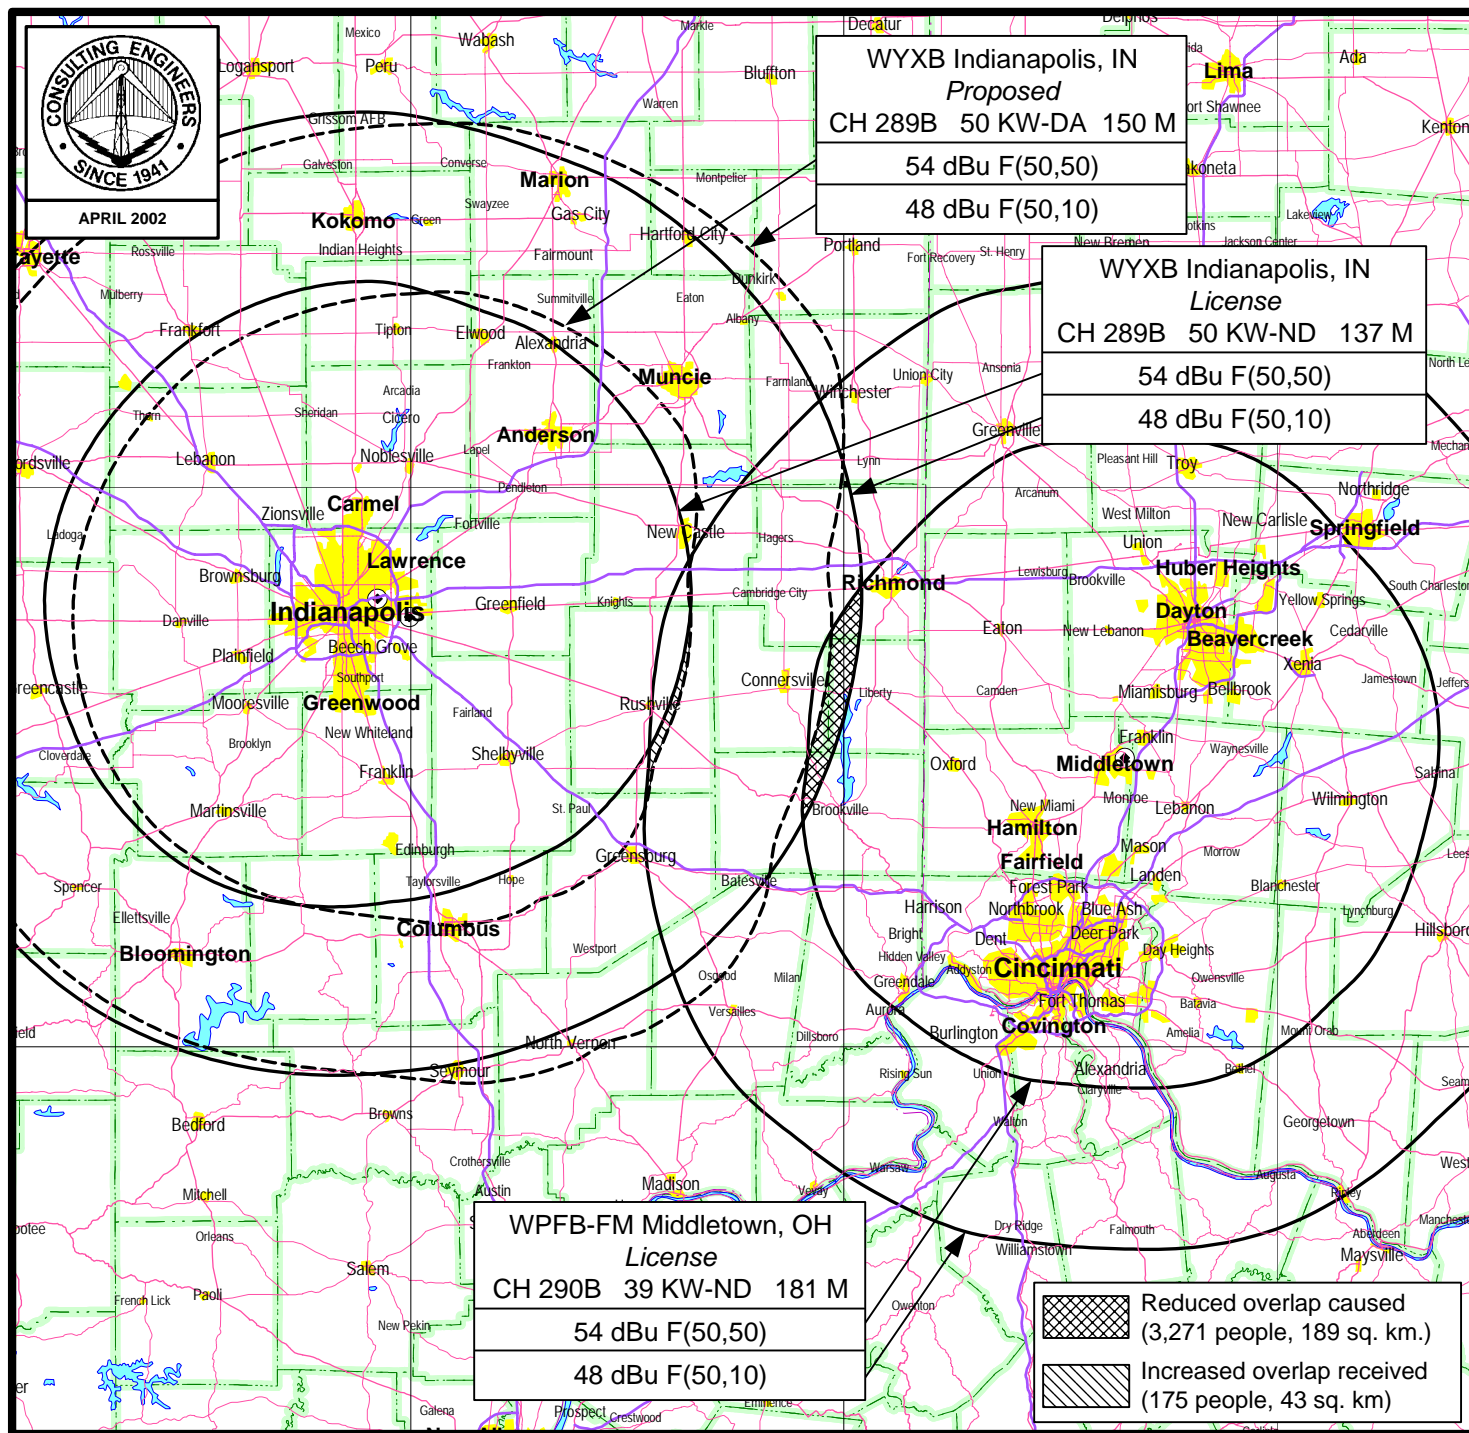 CONSULTING ENGINEERS
SINCE 1941
APRIL 2002
WYXB Indianapolis, IN
Proposed
CH 289B 50 KW-DA 150 M
54 dBu F(50,50)
48 dBu F(50,10)
WYXB Indianapolis, IN
License
CH 289B 50 KW-ND 137 M
54 dBu F(50,50)
48 dBu F(50,10)
WPFB-FM Middletown, OH
License
CH 290B 39 KW-ND 181 M
54 dBu F(50,50)
48 dBu F(50,10)
Reduced overlap caused
(3,271 people, 189 sq. km.)
Increased overlap received
(175 people, 43 sq. km)
Mexico
Wabash
Markle
Decatur
Delphos
Logansport
Peru
Bluffton
Lima
Ada
Warren
ort Shawnee
Kenton
Grissom AFB
Galveston
Converse
Marion
Montpelier
akoneta
Swayzee
Kokomo
Green
Gas City
Hartford City
Lakeview
Indian Heights
Fairmount
Portland
Fort Recovery
St. Henry
New Bremen
Jackson Center
ayette
Rossville
Mulberry
Summitville
Eaton
Dunkirk
Albany
Frankfort
Tipton
Elwood
Alexandria
Frankton
Muncie
Farmland
Winchester
Union City
Ansonia
Arcadia
Cicero
Sheridan
Thorn
Anderson
Lapel
Greenville
Lebanon
Noblesville
Lynn
Pleasant Hill
Troy
ordsville
Pendleton
Arcanum
Northridge
Carmel
Zionsville
Fortville
New Castle
Hagers
West Milton
New Carlisle
Springfield
Ladoga
Lawrence
Union
Brownsburg
Huber Heights
Richmond
Lewisburg
Brookville
South Charleston
Indianapolis
Greenfield
Knights
Cambridge City
Dayton
Yellow Springs
Danville
Eaton
New Lebanon
Beavercreek
Cedarville
Beech Grove
Plainfield
Xenia
Southport
Connersville
Liberty
Camden
Miamisburg
Bellbrook
Jamestown
Jeffers
Greencastle
Mooresville
Greenwood
Fairland
Rushville
Brooklyn
New Whiteland
Franklin
Waynesville
Cloverdale
Shelbyville
Franklin
Oxford
Middletown
Sabina
Martinsville
St. Paul
Brookville
New Miami
Monroe
Lebanon
Wilmington
Hamilton
Edinburgh
Greensburg
Fairfield
Mason
Morrow
Lees
Spencer
Taylorsville
Hope
Batesville
Forest Park
Landen
Blanchester
Ellettsville
Harrison
Northbrook
Blue Ash
Lynchburg
Columbus
Bright
Dent
Deer Park
Day Heights
Hillsboro
Bloomington
Westport
Hidden Valley
Osgood
Milan
Greendale
Addyston
Cincinnati
Owensville
Versailles
Aurora
Fort Thomas
Batavia
ield
North Vernon
Dillsboro
Burlington
Covington
Amelia
Mount Orab
Seymour
Rising Sun
Union
Alexandria
Bethel
Claryville
Seam
Browns
Bedford
Walton
Georgetown
Crothersville
Warsaw
Augusta
West
Mitchell
Austin
Madison
Vevay
Ripley
Orleans
Dry Ridge
Falmouth
Manchest
Aberdeen
Williamstown
Maysville
Salem
French Lick
Paoli
Owenton
New Pekin
Galena
Prospect
Crestwood
Eminence